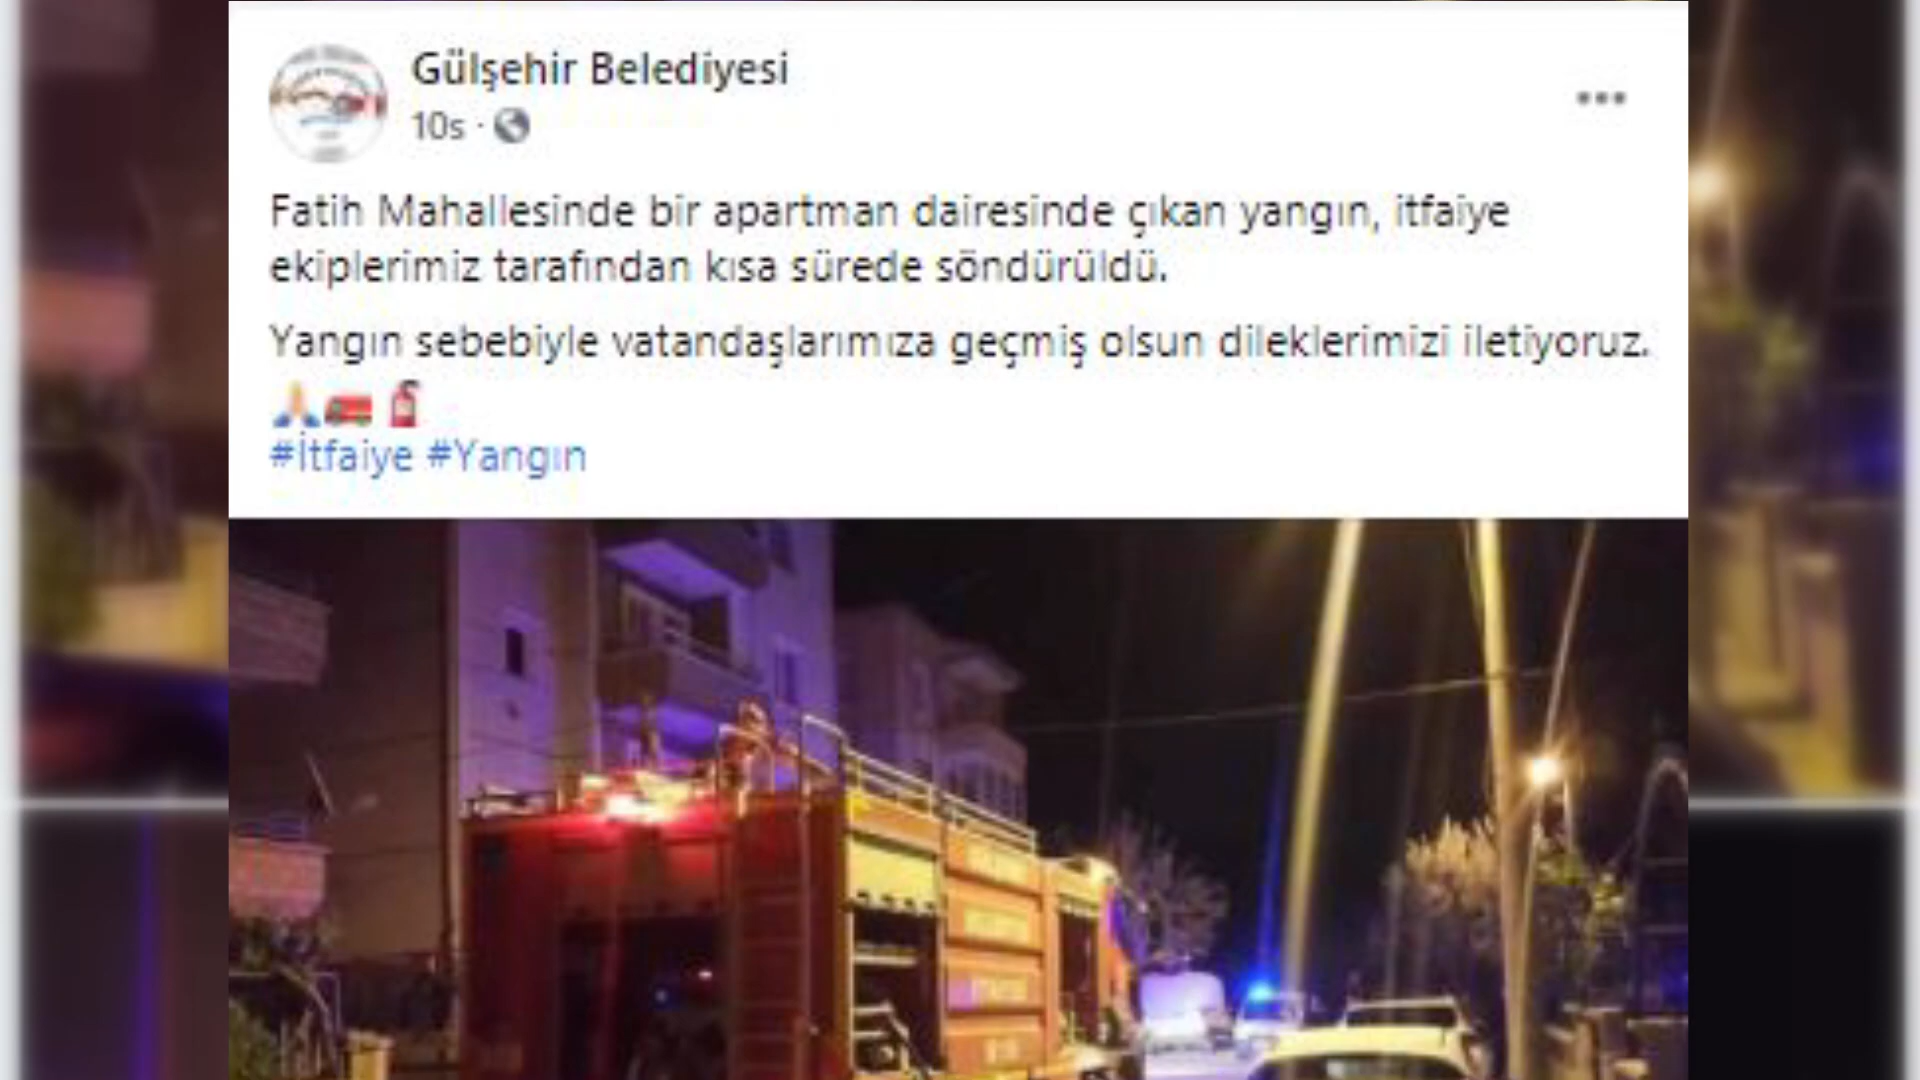 Gülşehir Belediyesi
10s ·
Fatih Mahallesinde bir apartman dairesinde çıkan yangın, itfaiye
ekiplerimiz tarafından kısa sürede söndürüldü.
Yangın sebebiyle vatandaşlarımıza geçmiş olsun dileklerimizi iletiyoruz.
🙏🚒🧯
#İtfaiye #Yangın